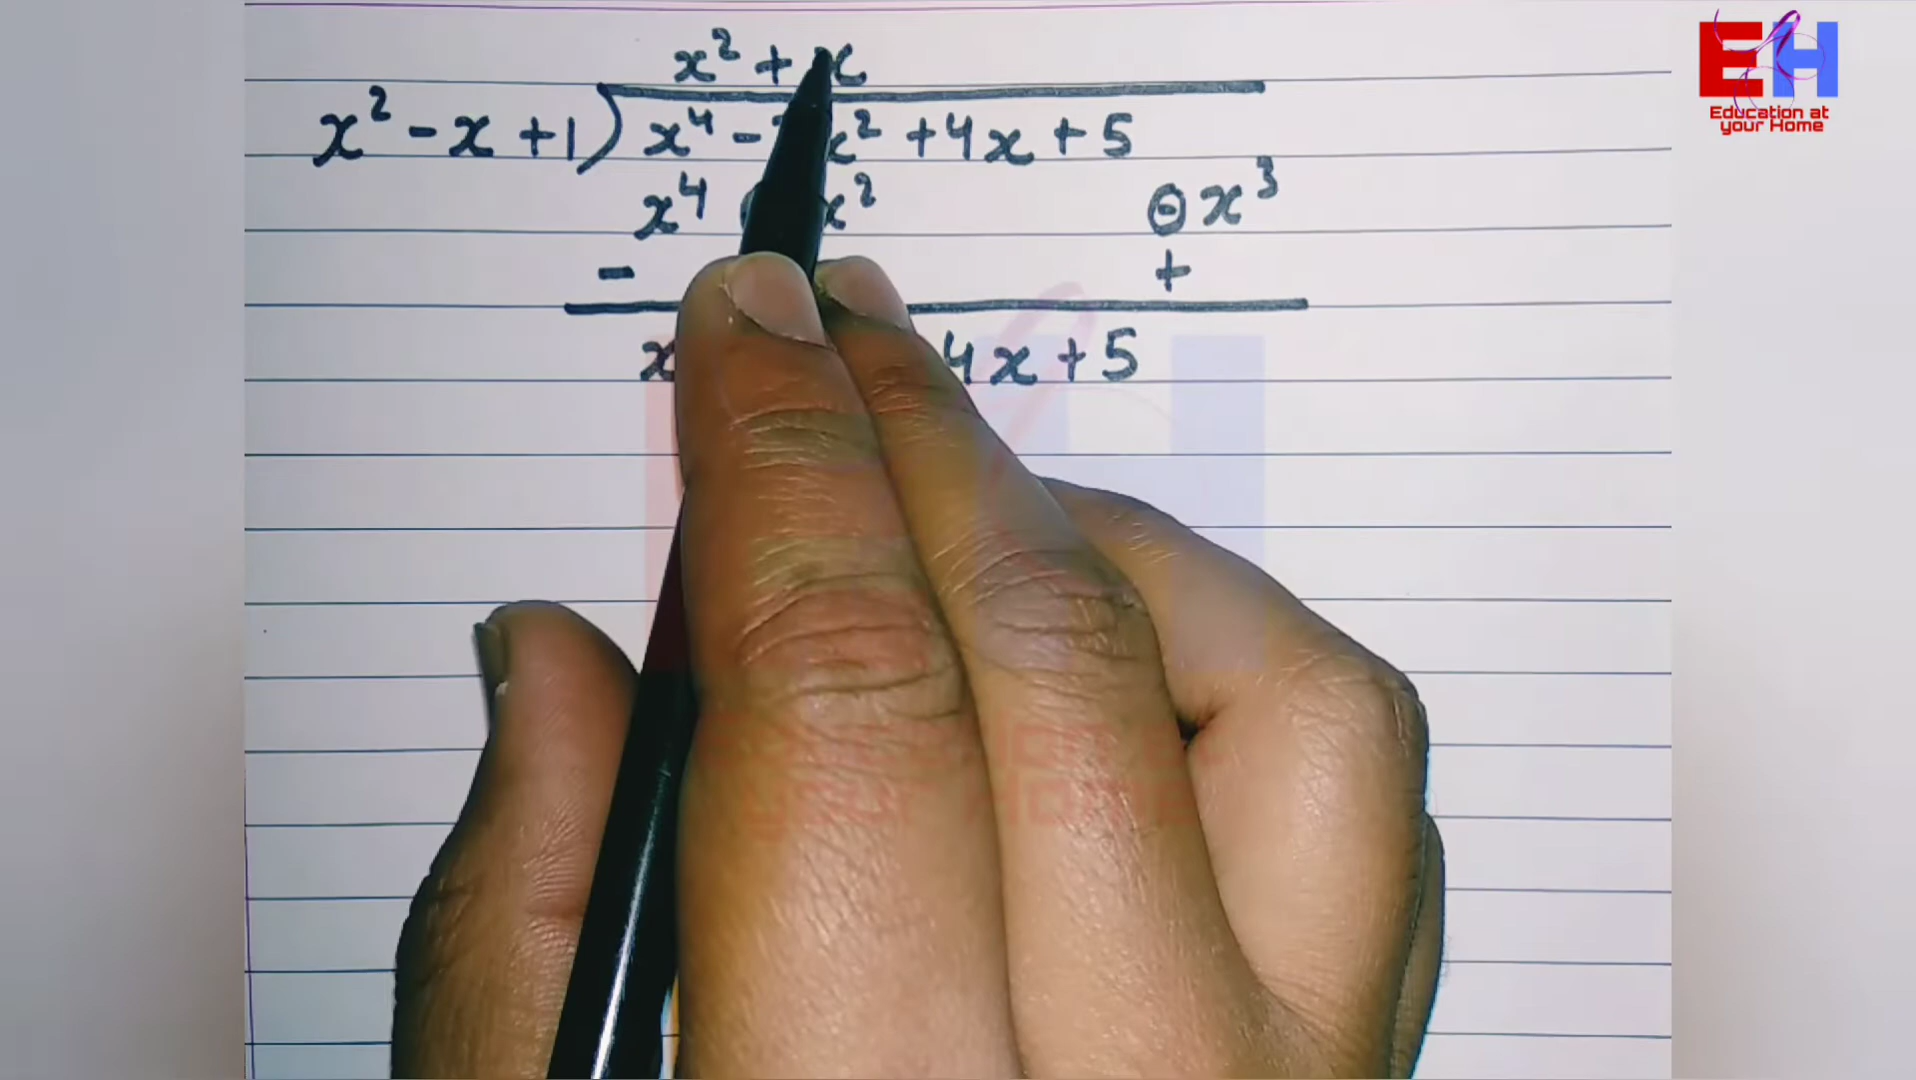 x² + x
x² - x + 1 ) x⁴ - x² + 4x + 5
x⁴ x² ⊖ x³
- +
x 4x + 5
EH
Education at
your Home